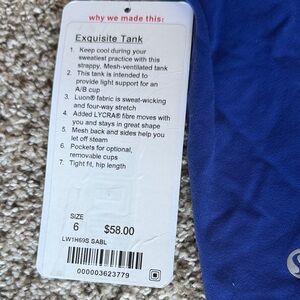 why we made this:
Exquisite Tank
1. Keep cool during your
sweatiest practice with this
strappy, Mesh-ventilated tank
2. This tank is intended to
provide light support for an
A/B cup
3. Luon® fabric is sweat-wicking
and four-way stretch
4. Added LYCRA® fibre moves with
you and stays in great shape
5. Mesh back and sides help you
let off steam
6. Pockets for optional,
removable cups
7. Tight fit, hip length
SIZE
6 $58.00
LW1H69S SABL
000003623779